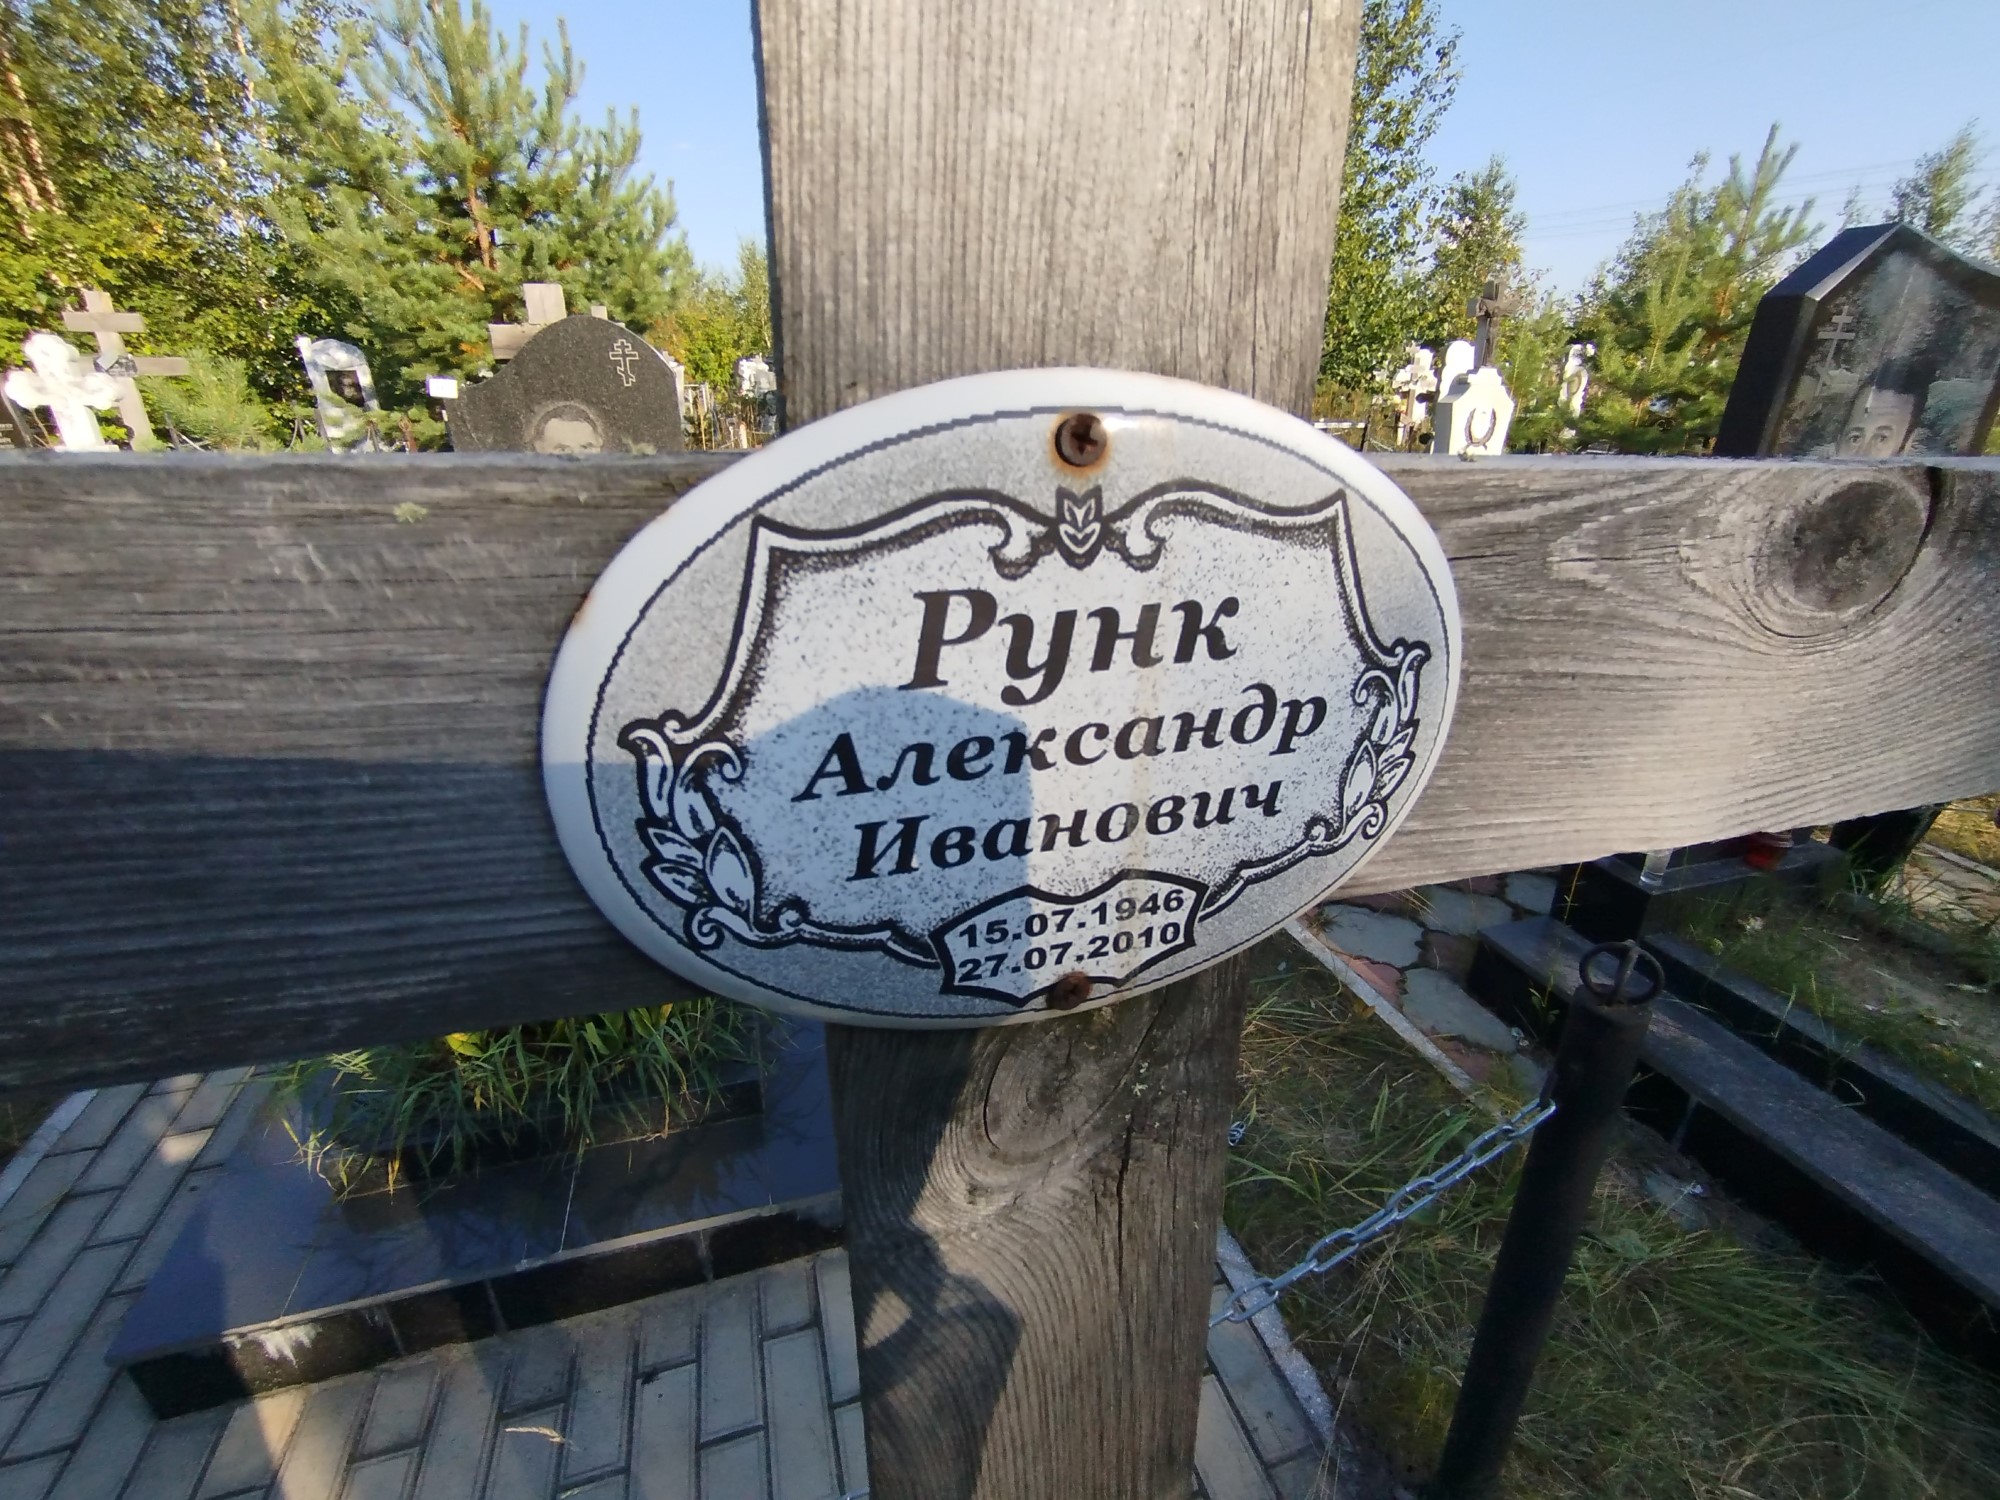 Рунк
Александр
Иванович
15.07.1946
27.07.2010